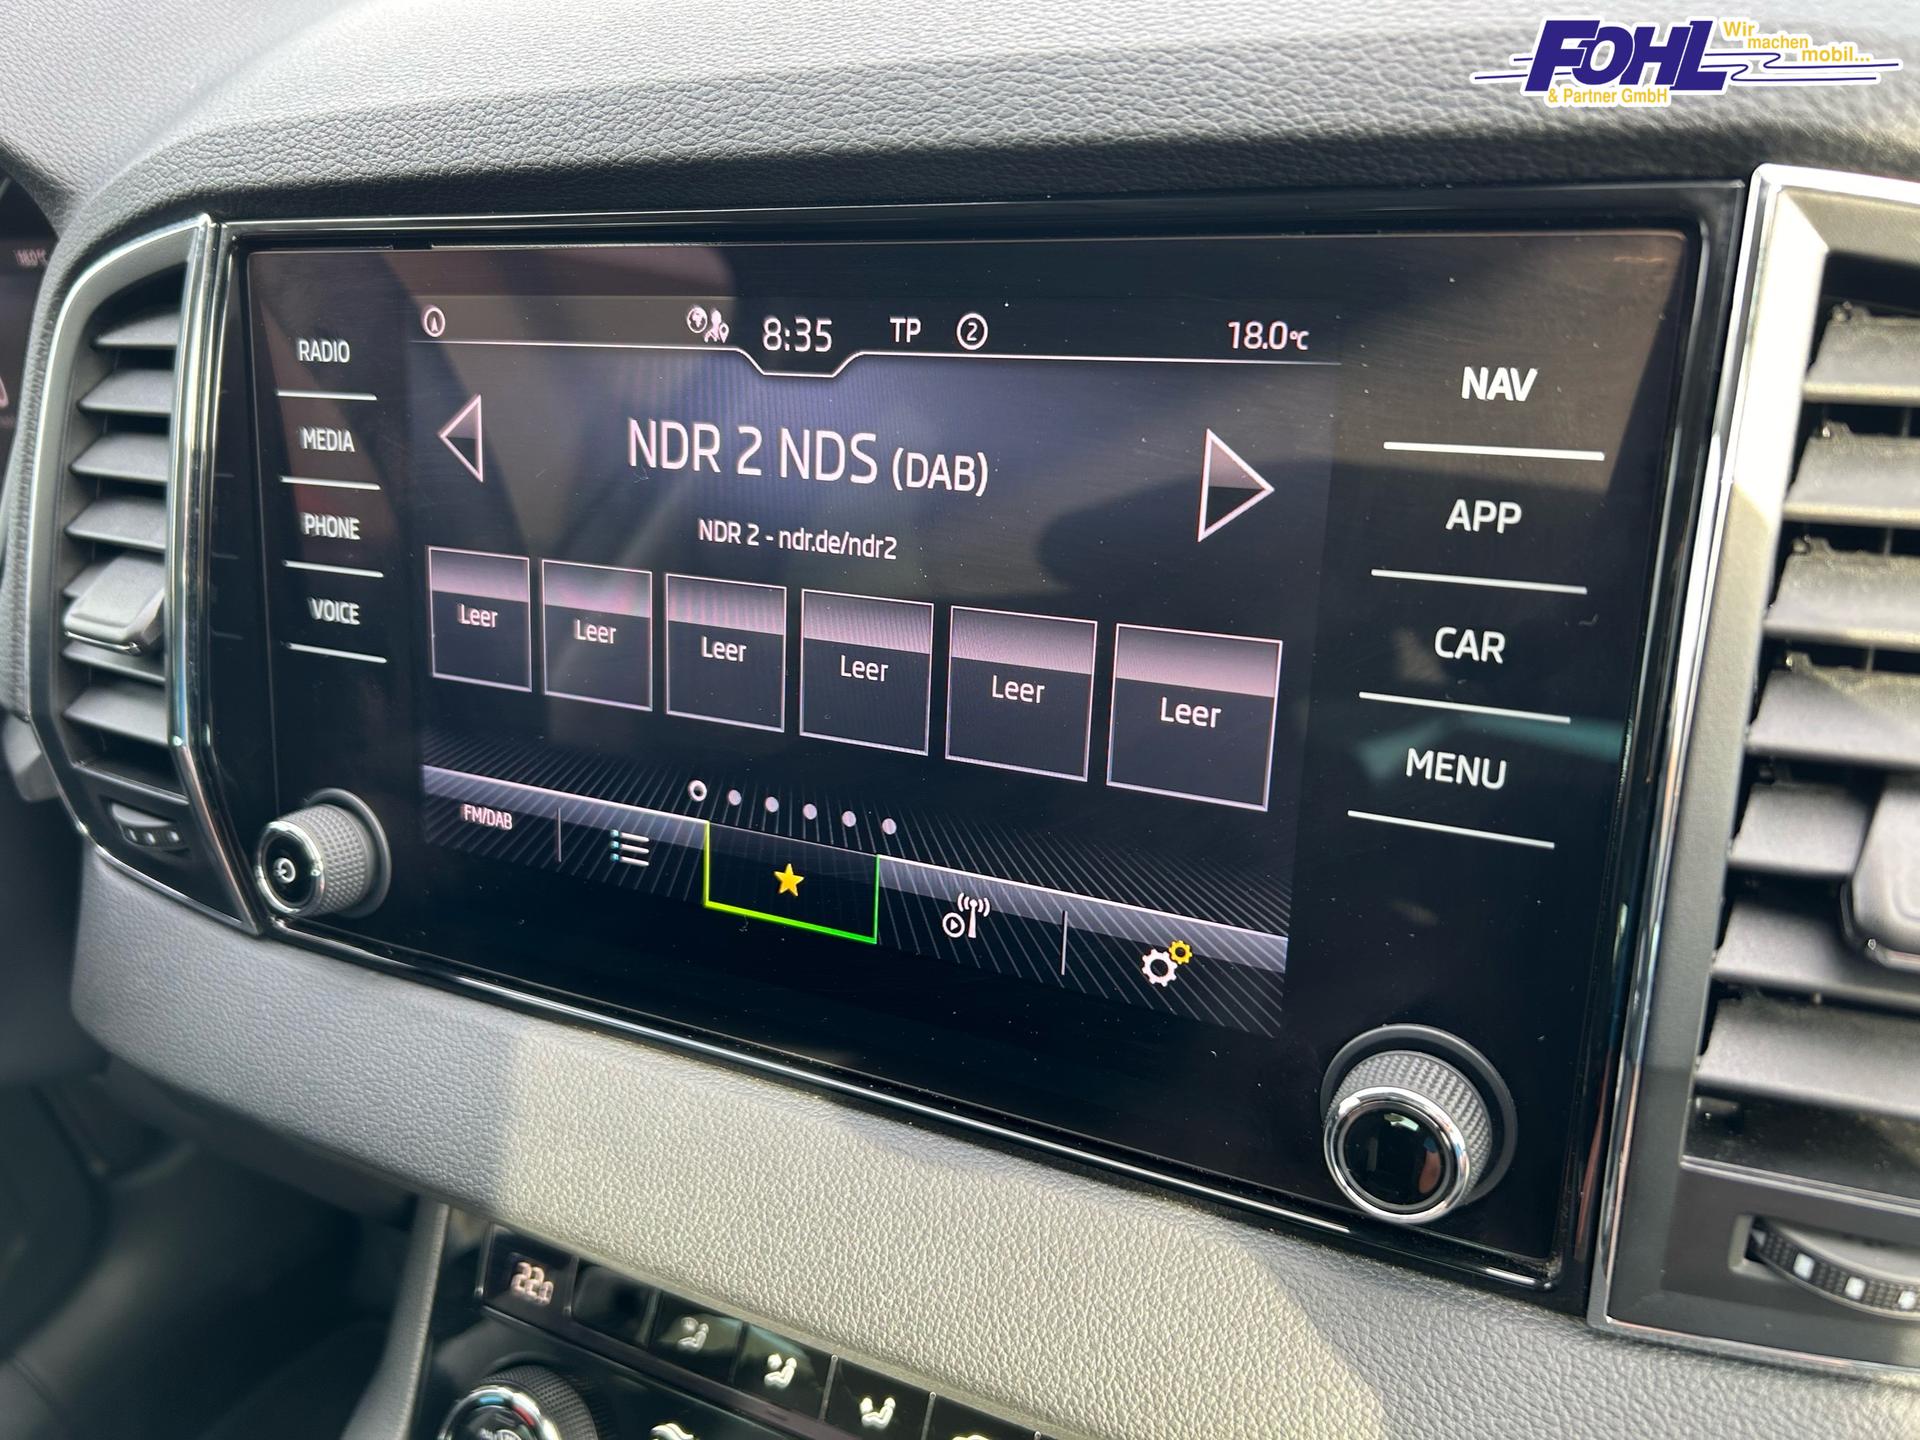 FOHL
Wir
machen
mobil...
& Partner GmbH
8:35
TP
2
18.0°C
RADIO
MEDIA
PHONE
VOICE
NAV
APP
CAR
MENU
NDR 2 NDS (DAB)
NDR 2 - ndr.de/ndr2
Leer
Leer
Leer
Leer
Leer
Leer
FM/DAB
22.0